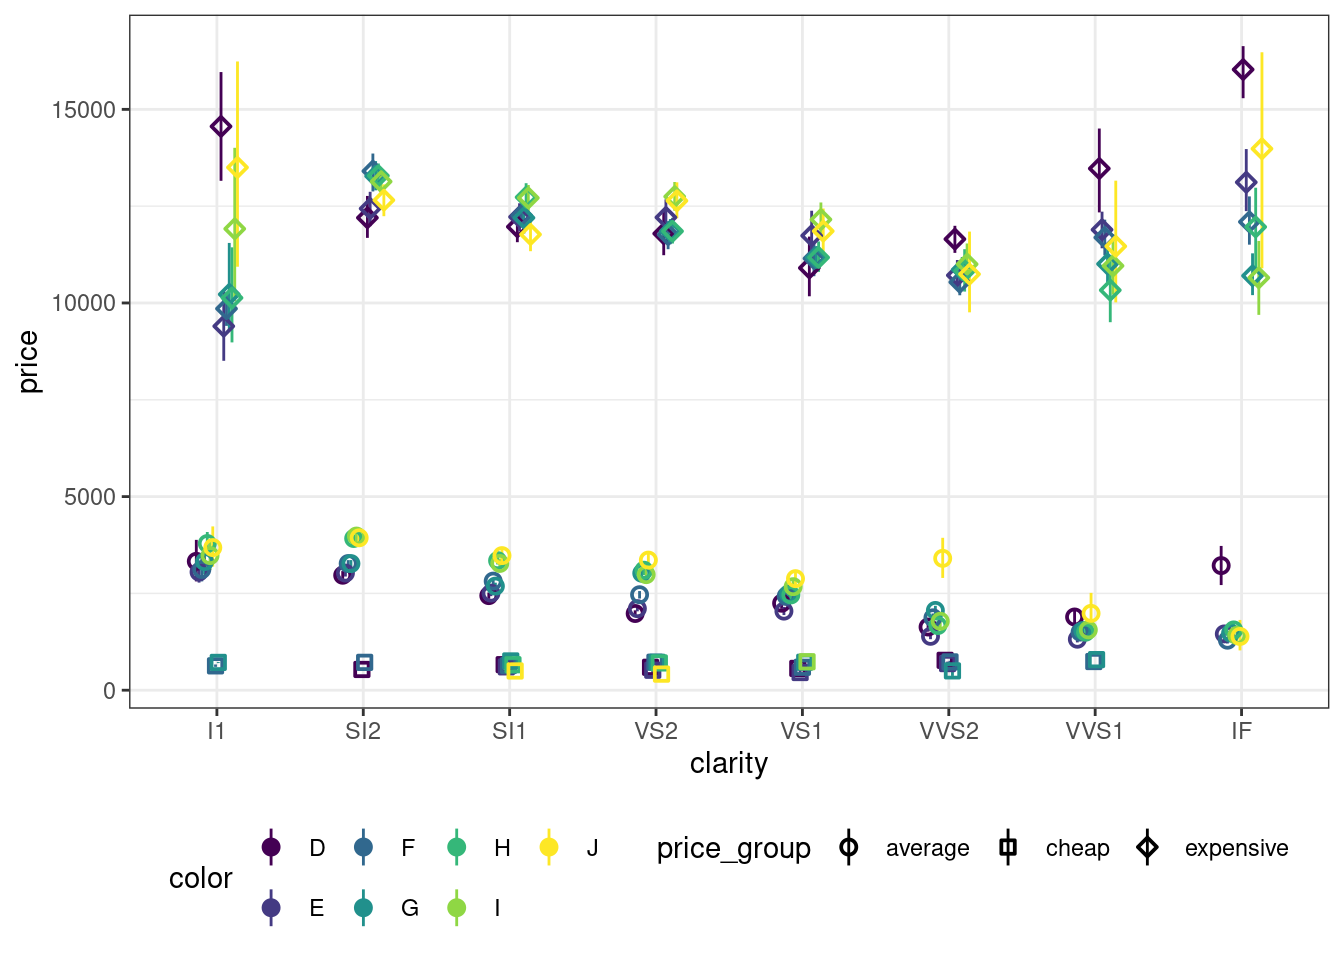 15000
10000
5000
0
price
I1 SI2 SI1 VS2 VS1 VVS2 VVS1 IF
clarity
color
D F H J
E G I
price_group average cheap expensive